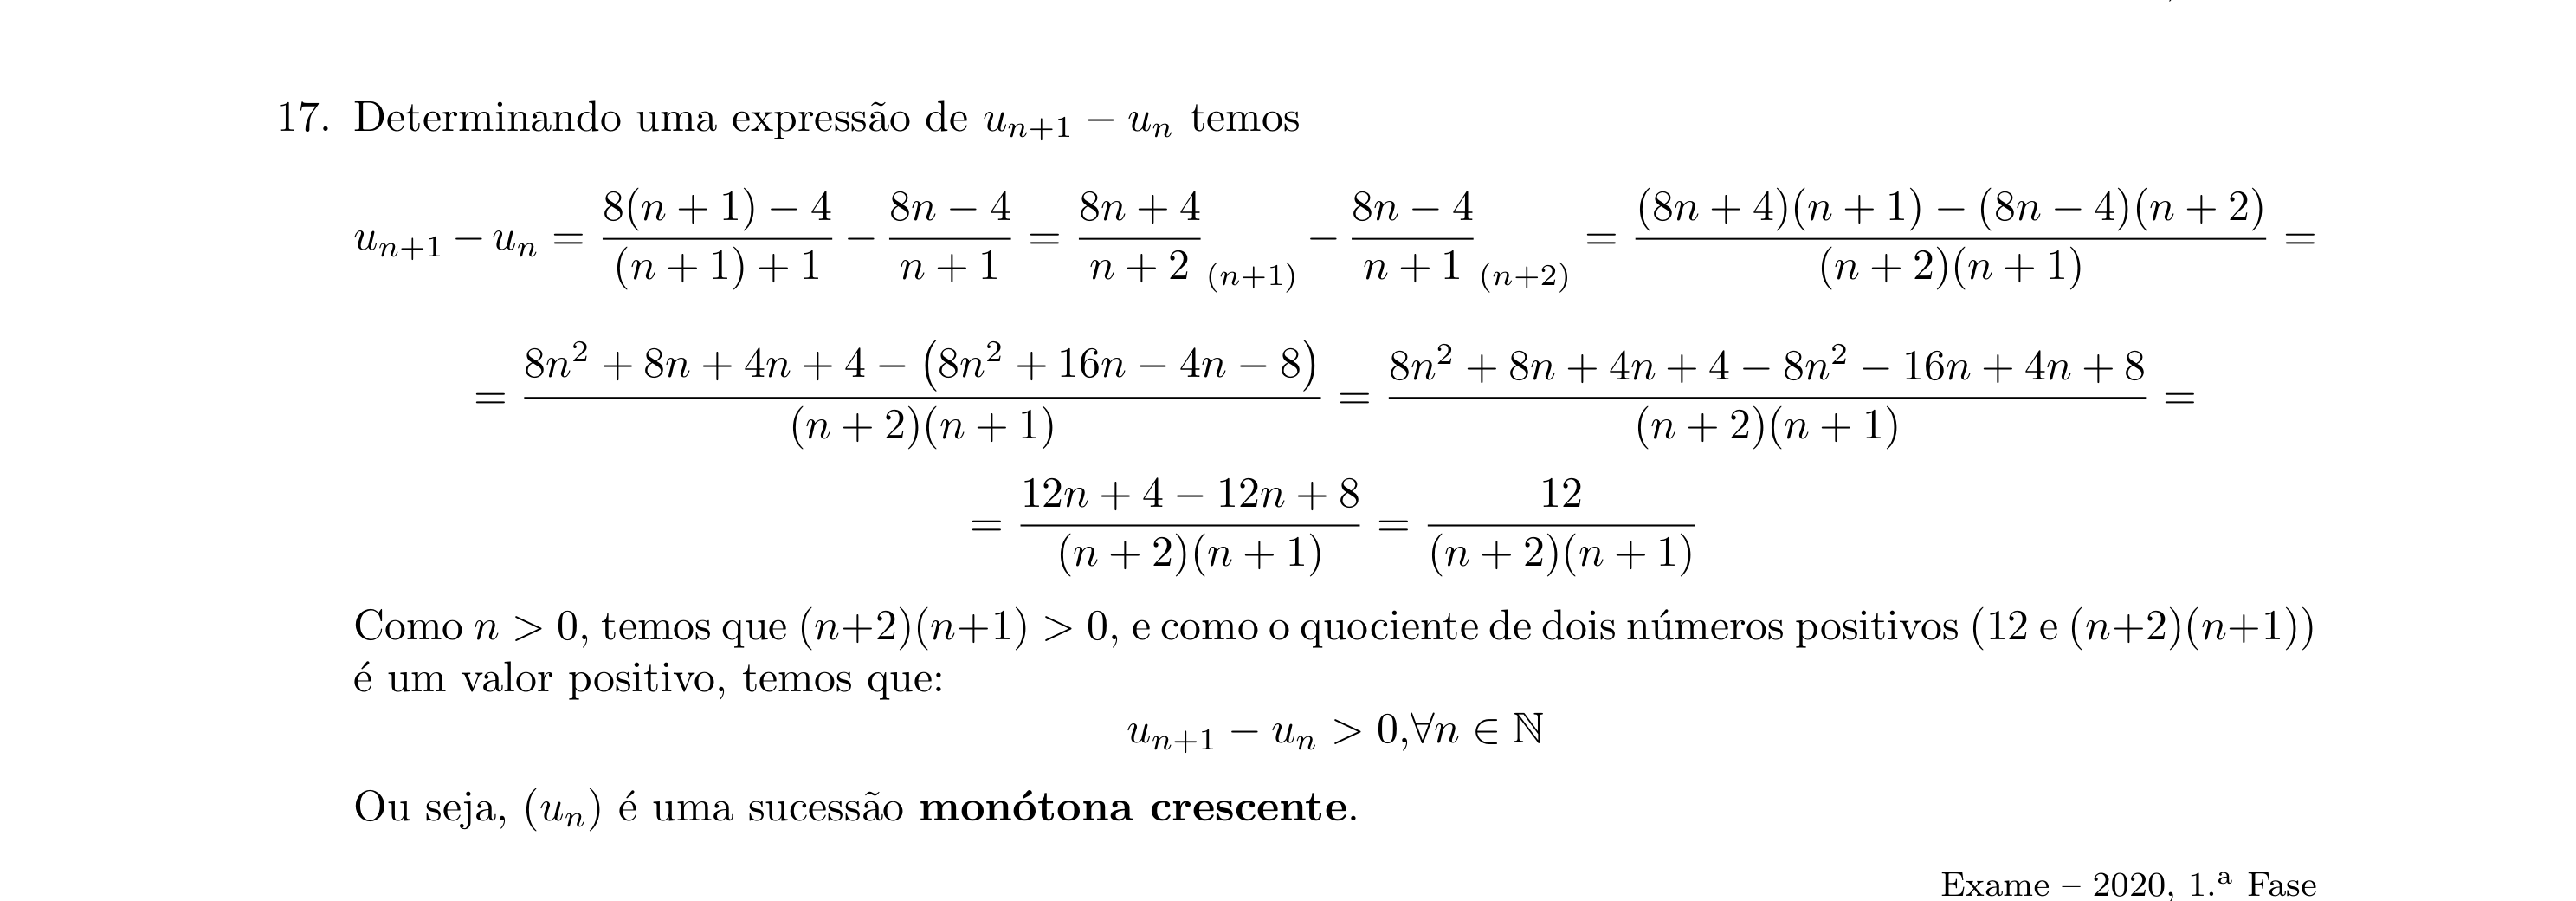 17. Determinando uma expressão de u_{n+1} − u_n temos
u_{n+1} − u_n = \frac{8(n + 1) − 4}{(n + 1) + 1} − \frac{8n − 4}{n + 1} = \frac{8n + 4}{n + 2}_{(n+1)} − \frac{8n − 4}{n + 1}_{(n+2)} = \frac{(8n + 4)(n + 1) − (8n − 4)(n + 2)}{(n + 2)(n + 1)} =
= \frac{8n^2 + 8n + 4n + 4 − (8n^2 + 16n − 4n − 8)}{(n + 2)(n + 1)} = \frac{8n^2 + 8n + 4n + 4 − 8n^2 − 16n + 4n + 8}{(n + 2)(n + 1)} =
= \frac{12n + 4 − 12n + 8}{(n + 2)(n + 1)} = \frac{12}{(n + 2)(n + 1)}
Como n > 0, temos que (n+2)(n+1) > 0, e como o quociente de dois números positivos (12 e (n+2)(n+1))
é um valor positivo, temos que:
u_{n+1} − u_n > 0,∀n ∈ ℕ
Ou seja, (u_n) é uma sucessão monótona crescente.
Exame – 2020, 1.ª Fase